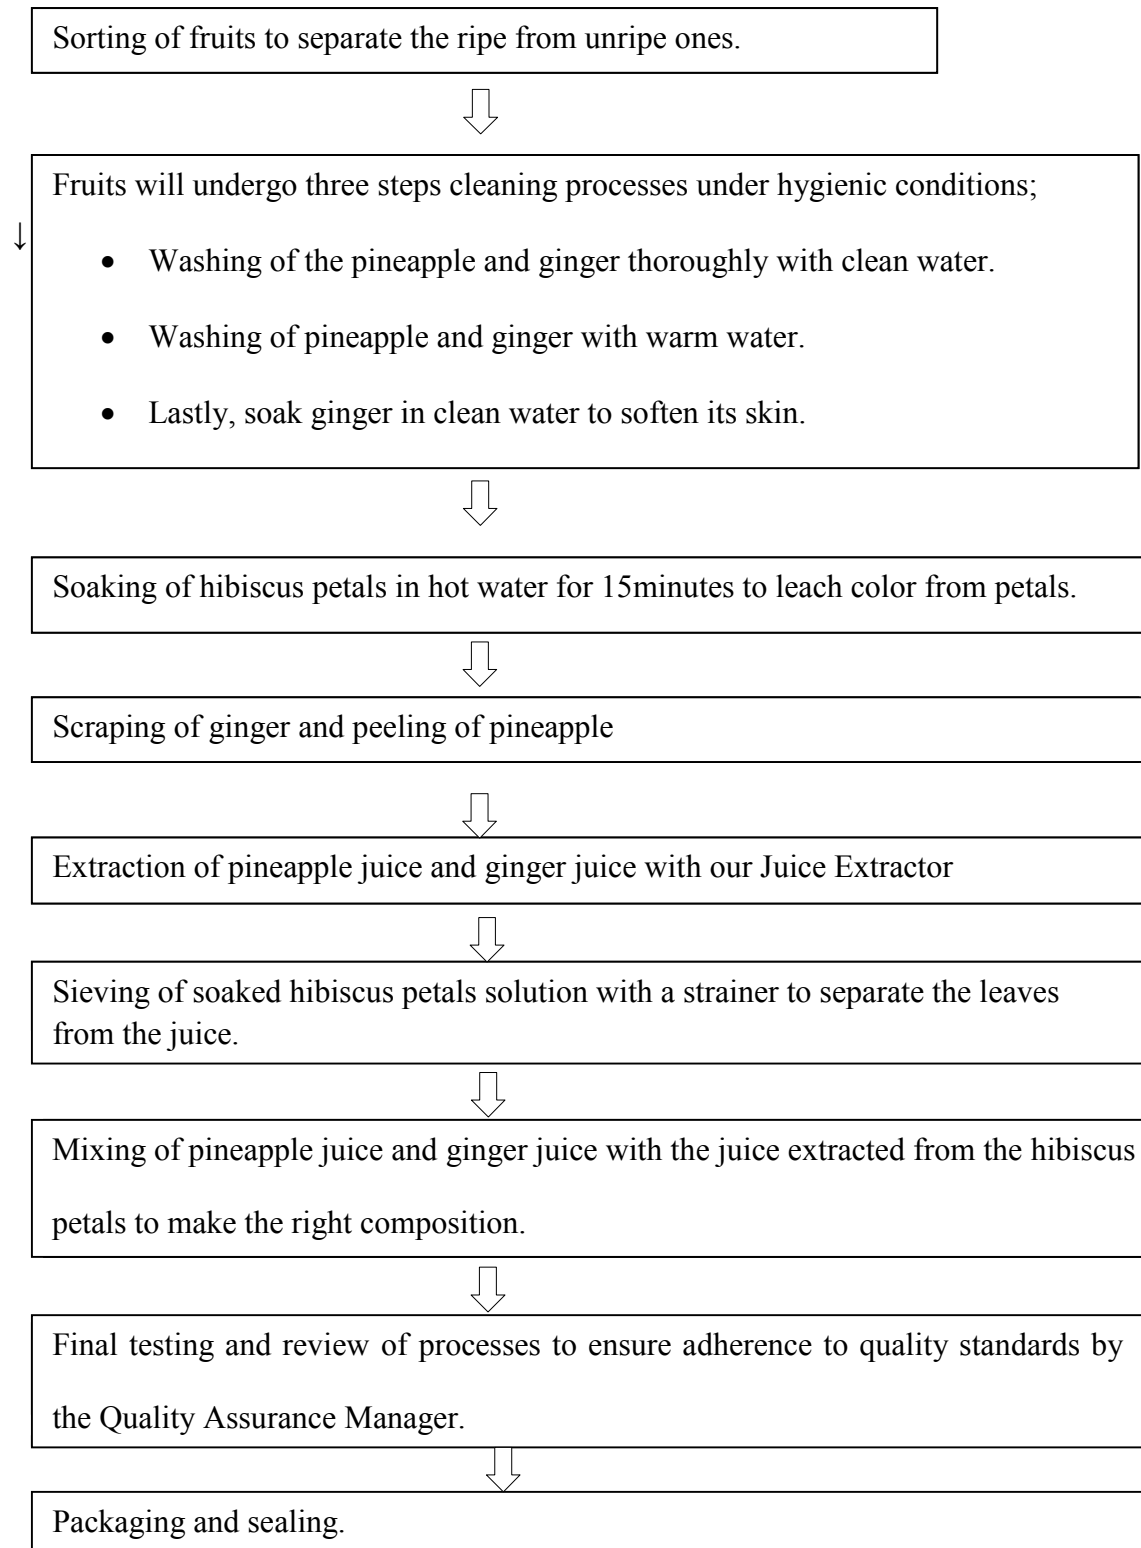 Sorting of fruits to separate the ripe from unripe ones.
Fruits will undergo three steps cleaning processes under hygienic conditions;
↓
• Washing of the pineapple and ginger thoroughly with clean water.
• Washing of pineapple and ginger with warm water.
• Lastly, soak ginger in clean water to soften its skin.
Soaking of hibiscus petals in hot water for 15minutes to leach color from petals.
Scraping of ginger and peeling of pineapple
Extraction of pineapple juice and ginger juice with our Juice Extractor
Sieving of soaked hibiscus petals solution with a strainer to separate the leaves
from the juice.
Mixing of pineapple juice and ginger juice with the juice extracted from the hibiscus
petals to make the right composition.
Final testing and review of processes to ensure adherence to quality standards by
the Quality Assurance Manager.
Packaging and sealing.